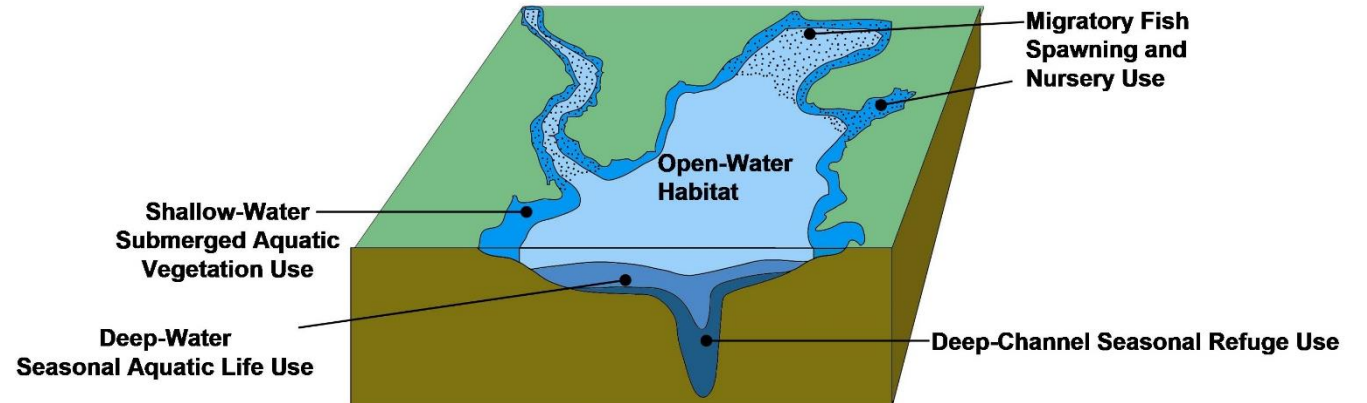 Migratory Fish
Spawning and
Nursery Use
Open-Water
Habitat
Shallow-Water
Submerged Aquatic
Vegetation Use
Deep-Water
Seasonal Aquatic Life Use
Deep-Channel Seasonal Refuge Use